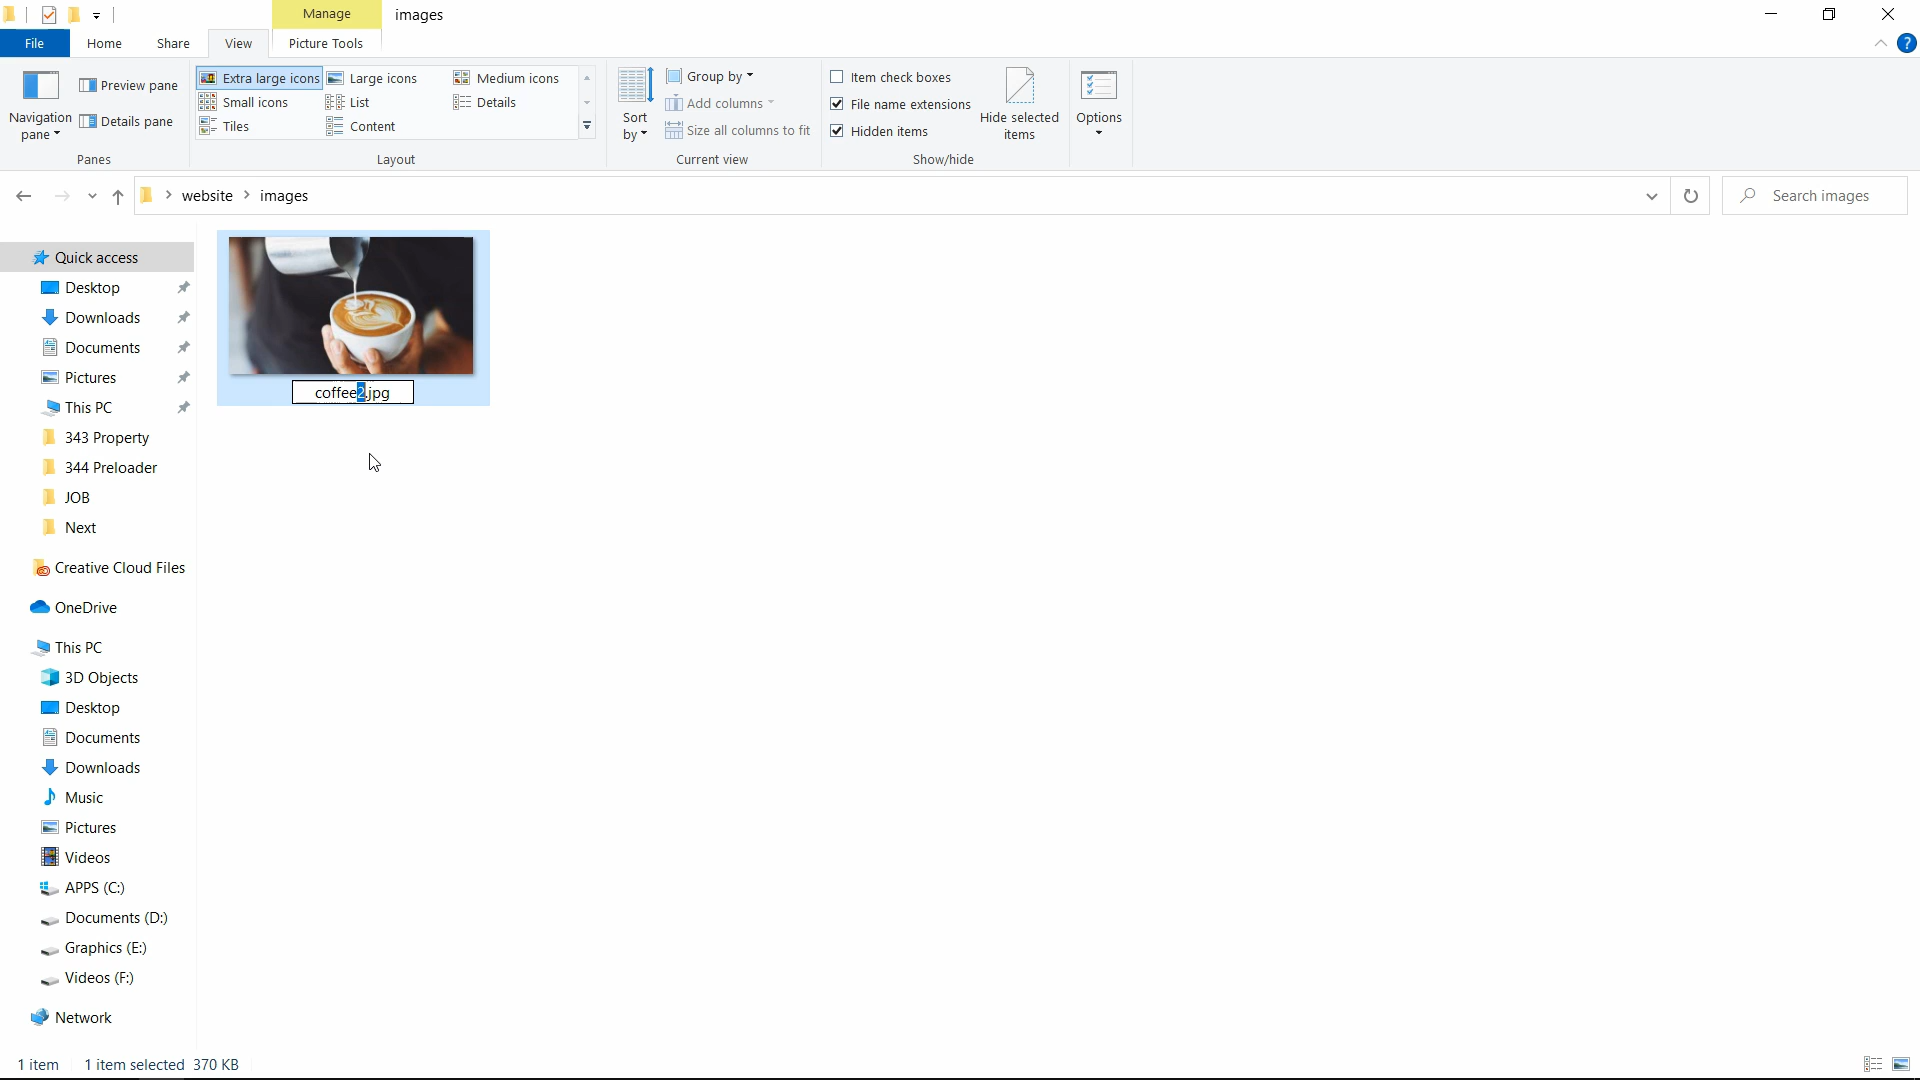 Manage images
File Home Share View Picture Tools
Navigation pane
Preview pane
Details pane
Panes
Extra large icons Large icons Medium icons
Small icons List Details
Tiles Content
Layout
Sort by
Group by
Add columns
Size all columns to fit
Current view
Item check boxes
File name extensions
Hidden items
Hide selected items
Show/hide
Options
website images
Search images
Quick access
Desktop
Downloads
Documents
Pictures
This PC
343 Property
344 Preloader
JOB
Next
Creative Cloud Files
OneDrive
This PC
3D Objects
Desktop
Documents
Downloads
Music
Pictures
Videos
APPS (C:)
Documents (D:)
Graphics (E:)
Videos (F:)
Network
coffee2.jpg
1 item 1 item selected 370 KB